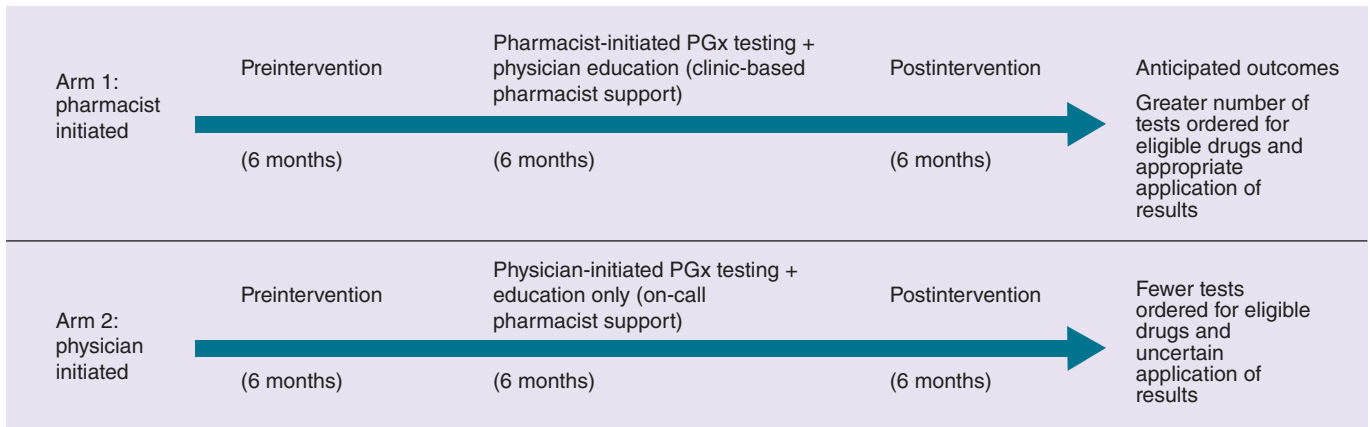 Arm 1:
pharmacist
initiated
Preintervention
(6 months)
Pharmacist-initiated PGx testing +
physician education (clinic-based
pharmacist support)
(6 months)
Postintervention
(6 months)
Anticipated outcomes
Greater number of
tests ordered for
eligible drugs and
appropriate
application of
results
Arm 2:
physician
initiated
Preintervention
(6 months)
Physician-initiated PGx testing +
education only (on-call
pharmacist support)
(6 months)
Postintervention
(6 months)
Fewer tests
ordered for eligible
drugs and
uncertain
application of
results